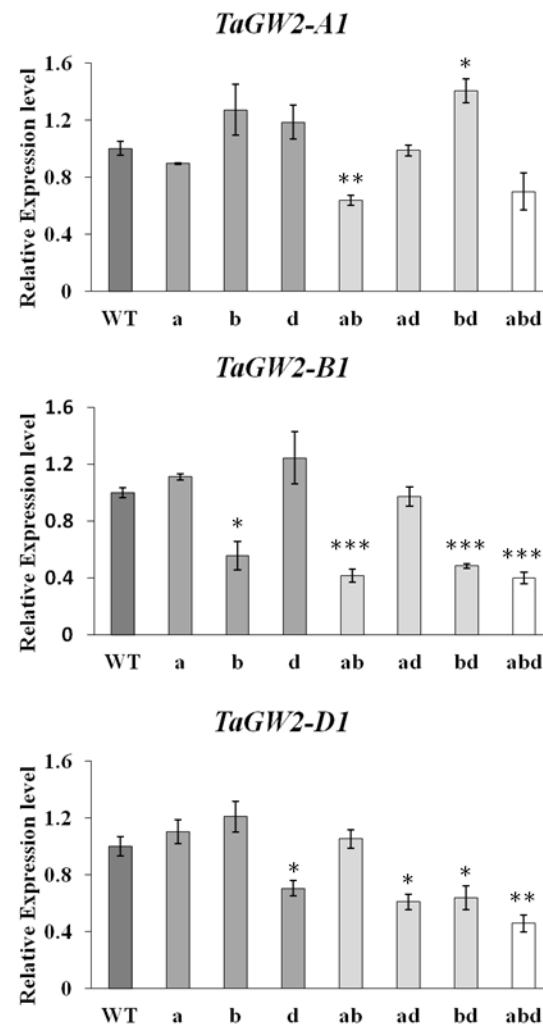 TaGW2-A1
Relative Expression level
1.6
1.2
0.8
0.4
0
*
**
WT a b d ab ad bd abd
TaGW2-B1
Relative Expression level
1.6
1.2
0.8
0.4
0
* *** *** ***
WT a b d ab ad bd abd
TaGW2-D1
Relative Expression level
1.6
1.2
0.8
0.4
0
* * * **
WT a b d ab ad bd abd